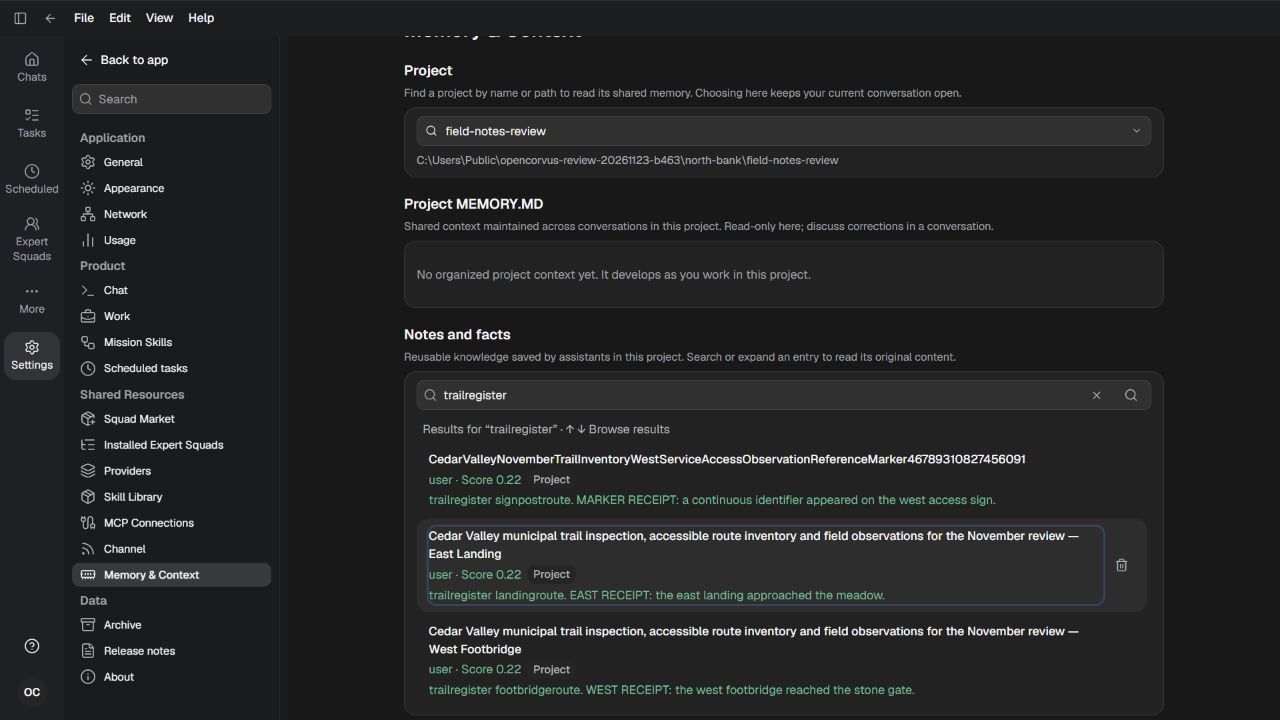 File Edit View Help
Chats
Tasks
Scheduled
Expert
Squads
More
Settings
OC
Back to app
Search
Application
General
Appearance
Network
Usage
Product
Chat
Work
Mission Skills
Scheduled tasks
Shared Resources
Squad Market
Installed Expert Squads
Providers
Skill Library
MCP Connections
Channel
Memory & Context
Data
Archive
Release notes
About
Memory & Context
Project
Find a project by name or path to read its shared memory. Choosing here keeps your current conversation open.
field-notes-review
C:\Users\Public\opencorvus-review-20261123-b463\north-bank\field-notes-review
Project MEMORY.MD
Shared context maintained across conversations in this project. Read-only here; discuss corrections in a conversation.
No organized project context yet. It develops as you work in this project.
Notes and facts
Reusable knowledge saved by assistants in this project. Search or expand an entry to read its original content.
trailregister
Results for “trailregister” · ↑ ↓ Browse results
CedarValleyNovemberTrailInventoryWestServiceAccessObservationReferenceMarker46789310827456091
user · Score 0.22 Project
trailregister signpostroute. MARKER RECEIPT: a continuous identifier appeared on the west access sign.
Cedar Valley municipal trail inspection, accessible route inventory and field observations for the November review —
East Landing
user · Score 0.22 Project
trailregister landingroute. EAST RECEIPT: the east landing approached the meadow.
Cedar Valley municipal trail inspection, accessible route inventory and field observations for the November review —
West Footbridge
user · Score 0.22 Project
trailregister footbridgeroute. WEST RECEIPT: the west footbridge reached the stone gate.